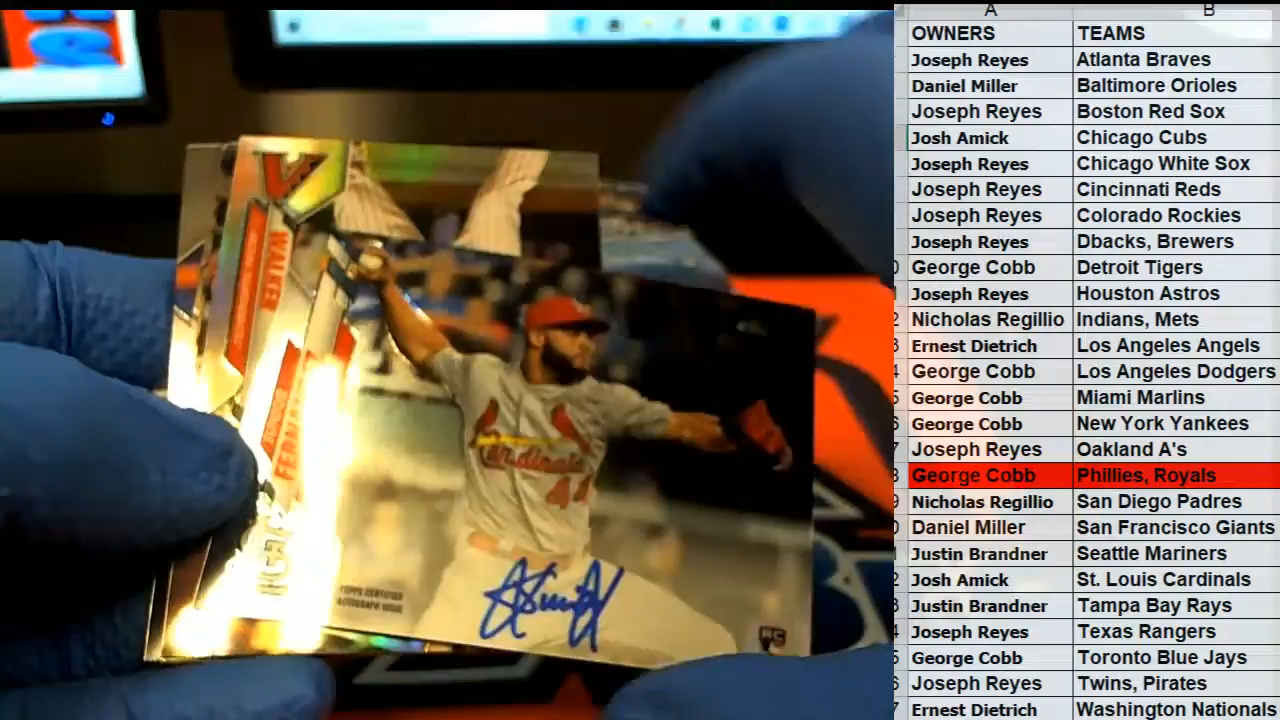 A B
OWNERS TEAMS
Joseph Reyes Atlanta Braves
Daniel Miller Baltimore Orioles
Joseph Reyes Boston Red Sox
Josh Amick Chicago Cubs
Joseph Reyes Chicago White Sox
Joseph Reyes Cincinnati Reds
Joseph Reyes Colorado Rockies
Joseph Reyes Dbacks, Brewers
George Cobb Detroit Tigers
Joseph Reyes Houston Astros
Nicholas Regillio Indians, Mets
Ernest Dietrich Los Angeles Angels
George Cobb Los Angeles Dodgers
George Cobb Miami Marlins
George Cobb New York Yankees
Joseph Reyes Oakland A's
George Cobb Phillies, Royals
Nicholas Regillio San Diego Padres
Daniel Miller San Francisco Giants
Justin Brandner Seattle Mariners
Josh Amick St. Louis Cardinals
Justin Brandner Tampa Bay Rays
Joseph Reyes Texas Rangers
George Cobb Toronto Blue Jays
Joseph Reyes Twins, Pirates
Ernest Dietrich Washington Nationals
WALKER
Cardinals
44
TOPPS CERTIFIED
AUTOGRAPH ISSUE
RC